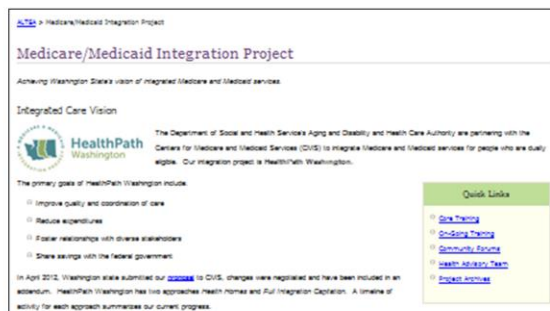 ALTSA > Medicare/Medicaid Integration Project
Medicare/Medicaid Integration Project
Achieving Washington State's vision of integrated Medicare and Medicaid services.
Integrated Care Vision
MEDICARE & MEDICAID INTEGRATION PROJECT
HealthPath
Washington
The Department of Social and Health Service's Aging and Disability and Health Care Authority are partnering with the
Centers for Medicare and Medicaid Services (CMS) to integrate Medicare and Medicaid services for people who are dually
eligible. Our integration project is HealthPath Washington.
The primary goals of HealthPath Washington include:
Improve quality and coordination of care
Reduce expenditures
Foster relationships with diverse stakeholders
Share savings with the federal government
Quick Links
Core Training
On-Going Training
Community Forums
Health Advisory Team
Project Archives
In April 2012, Washington state submitted our proposal to CMS, changes were negotiated and have been included in an
addendum. HealthPath Washington has two approaches Health Homes and Full Integration Capitation. A timeline of
activity for each approach summarizes our current progress.